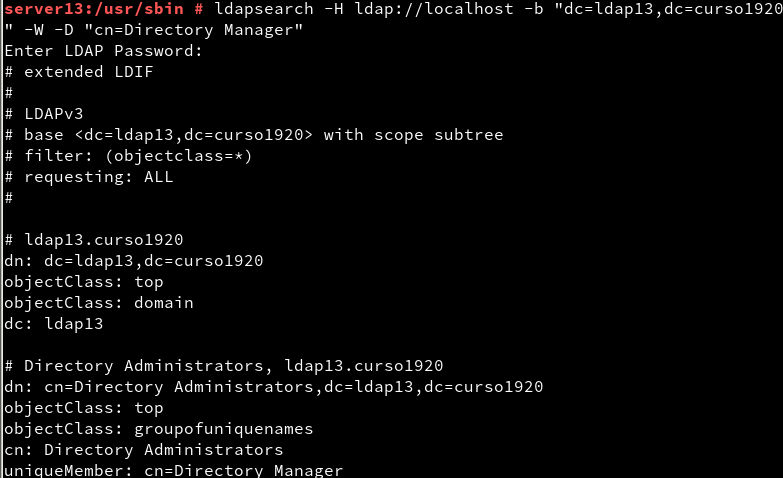 server13:/usr/sbin # ldapsearch -H ldap://localhost -b "dc=ldap13,dc=curso1920
" -W -D "cn=Directory Manager"
Enter LDAP Password:
# extended LDIF
#
# LDAPv3
# base <dc=ldap13,dc=curso1920> with scope subtree
# filter: (objectclass=*)
# requesting: ALL
#
# ldap13.curso1920
dn: dc=ldap13,dc=curso1920
objectClass: top
objectClass: domain
dc: ldap13
# Directory Administrators, ldap13.curso1920
dn: cn=Directory Administrators,dc=ldap13,dc=curso1920
objectClass: top
objectClass: groupofuniquenames
cn: Directory Administrators
uniqueMember: cn=Directory Manager